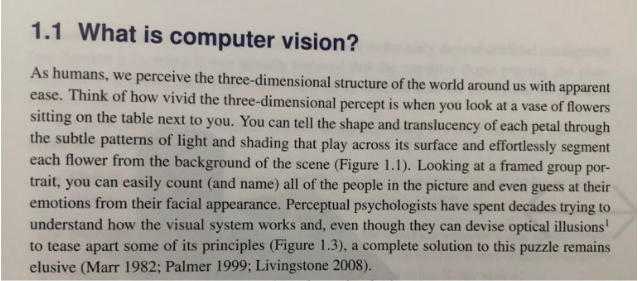 1.1 What is computer vision?
As humans, we perceive the three-dimensional structure of the world around us with apparent
ease. Think of how vivid the three-dimensional percept is when you look at a vase of flowers
sitting on the table next to you. You can tell the shape and translucency of each petal through
the subtle patterns of light and shading that play across its surface and effortlessly segment
each flower from the background of the scene (Figure 1.1). Looking at a framed group por-
trait, you can easily count (and name) all of the people in the picture and even guess at their
emotions from their facial appearance. Perceptual psychologists have spent decades trying to
understand how the visual system works and, even though they can devise optical illusions¹
to tease apart some of its principles (Figure 1.3), a complete solution to this puzzle remains
elusive (Marr 1982; Palmer 1999; Livingstone 2008).